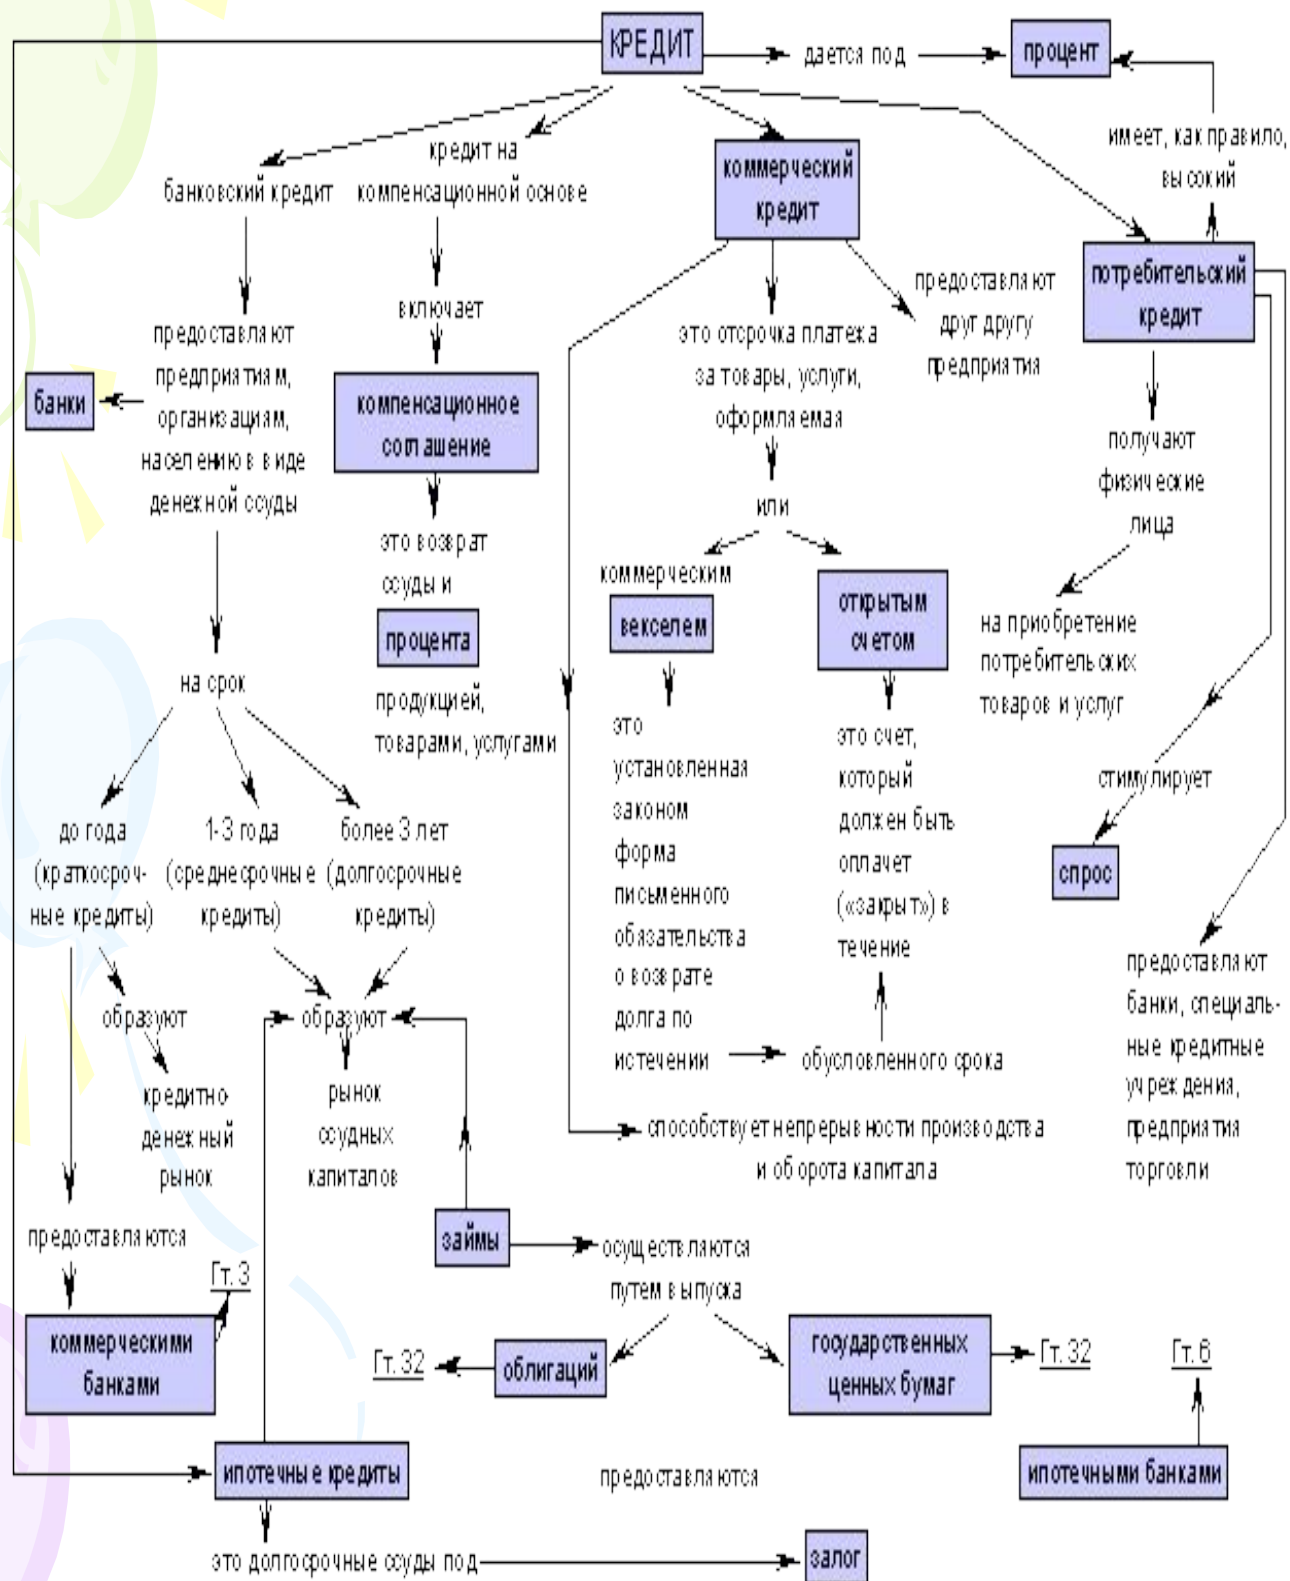 КРЕДИТ
дается под
процент
имеет, как правило,
высокий
банковский кредит
предоставляют
предприятиям,
организациям,
населению в виде
денежной ссуды
банки
на срок
до года
(краткосроч-
ные кредиты)
1-3 года
(среднесрочные
кредиты)
более 3 лет
(долгосрочные
кредиты)
образуют
кредитно-
денежный
рынок
образуют
рынок
ссудных
капиталов
предоставляются
коммерческими
банками
Гт. 3
кредит на
компенсационной основе
включает
компенсационное
соглашение
это возврат
ссуды и
процента
продукцией,
товарами, услугами
коммерческий
кредит
это отсрочка платежа
за товары, услуги,
оформляемая
или
коммерческим
векселем
это
установленная
законом
форма
письменного
обязательства
о возврате
долга по
истечении
открытым
счетом
это счет,
который
должен быть
оплачет
(«закрыт») в
течение
обусловленного срока
предоставляют
друг другу
предприятия
способствует непрерывности производства
и оборота капитала
потребительский
кредит
получают
физические
лица
на приобретение
потребительских
товаров и услуг
стимулирует
спрос
предоставляют
банки, специаль-
ные кредитные
учреждения,
предприятия
торговли
займы
осуществляются
путем выпуска
облигаций
Гт. 32
государственных
ценных бумаг
Гт. 32
Гт. 6
ипотечные кредиты
предоставляются
ипотечными банками
это долгосрочные ссуды под
залог